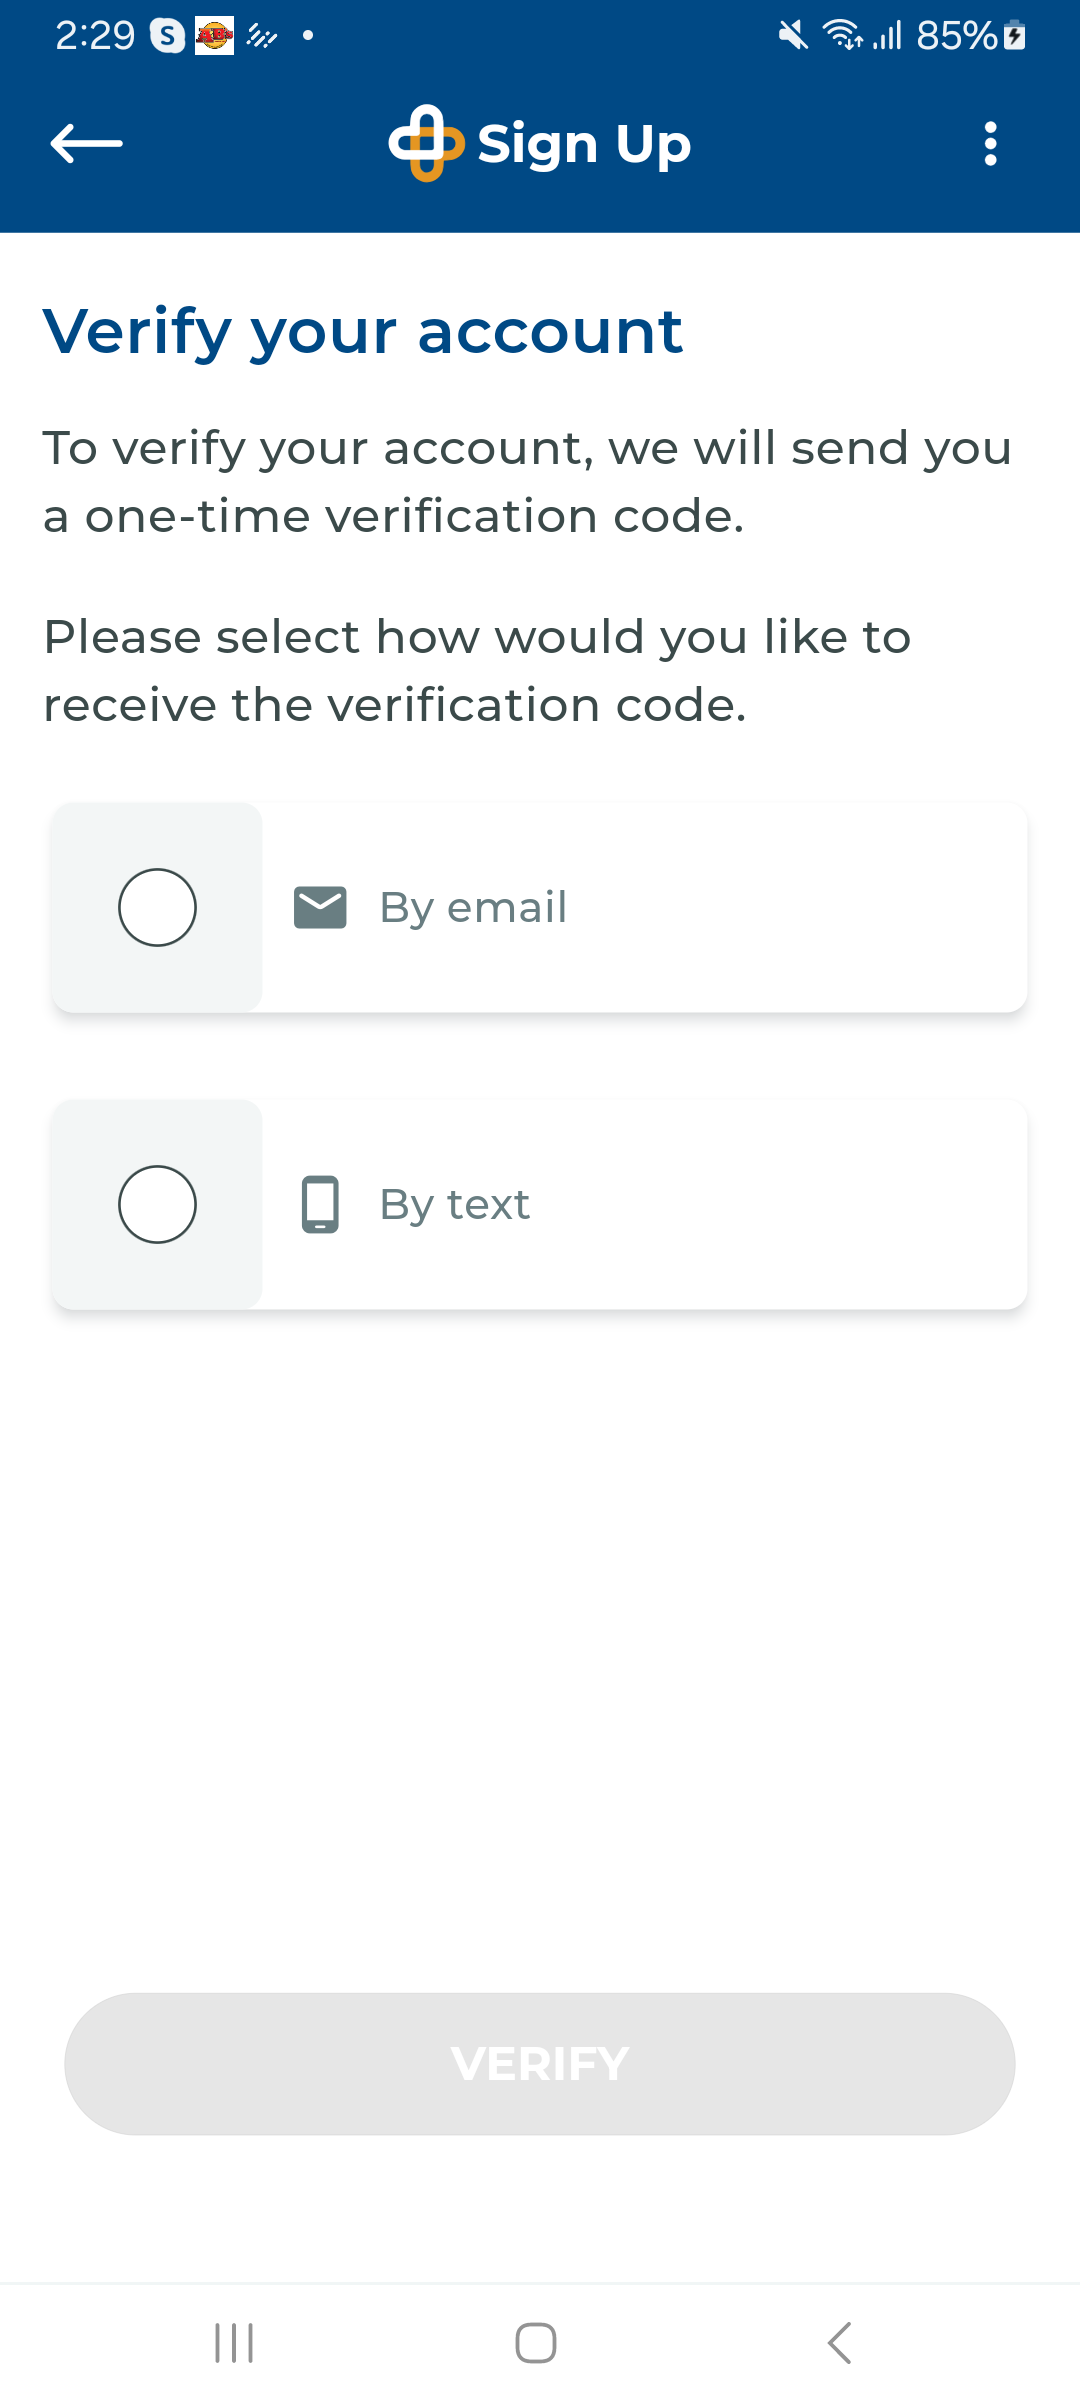 2:29 S ABs 85%
Sign Up
Verify your account
To verify your account, we will send you
a one-time verification code.
Please select how would you like to
receive the verification code.
By email
By text
VERIFY